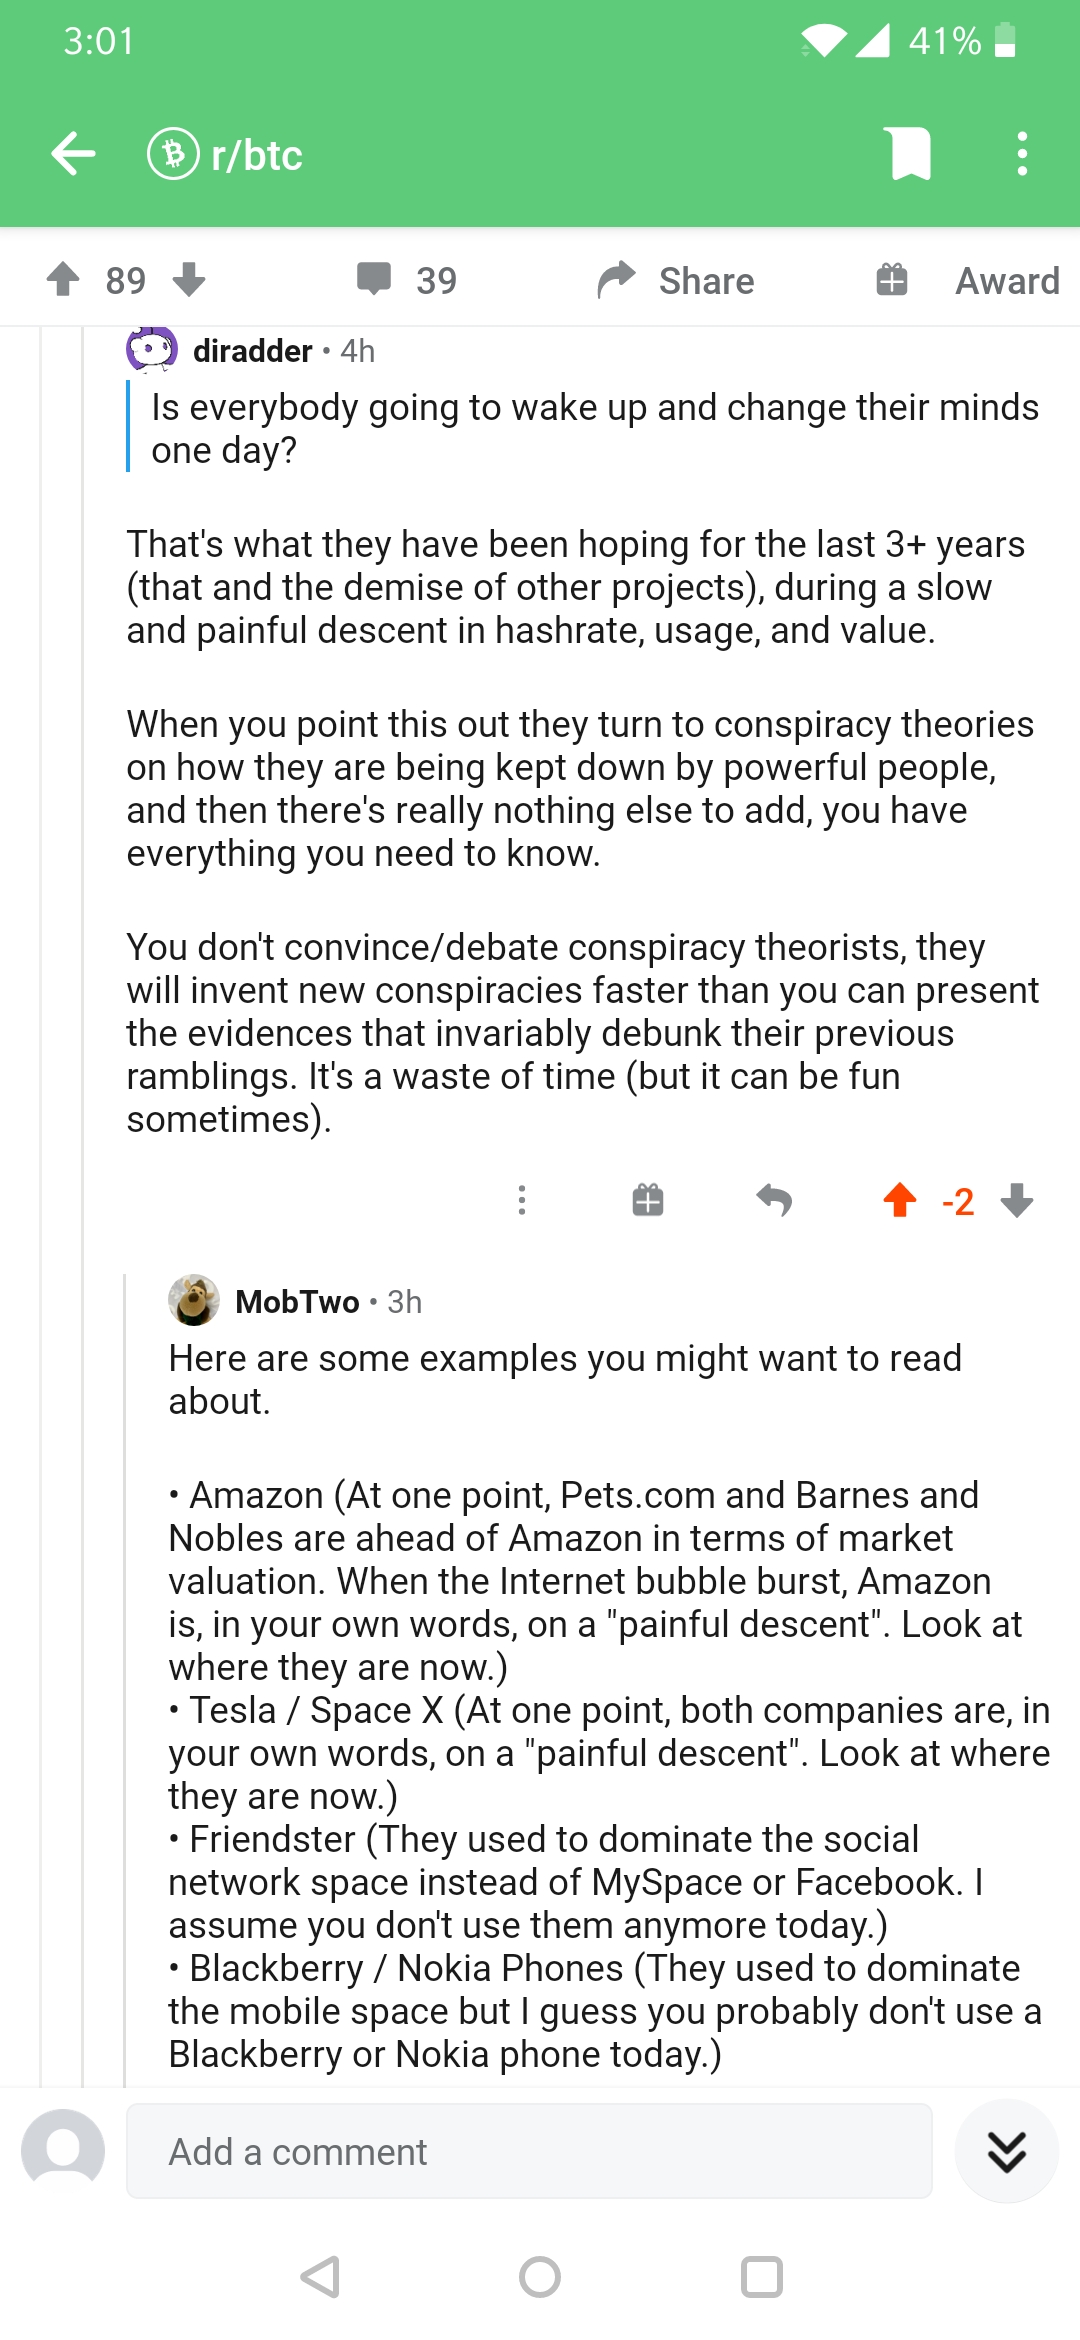 3:01
41%
r/btc
89
39
Share
Award
diradder • 4h
Is everybody going to wake up and change their minds
one day?
That's what they have been hoping for the last 3+ years
(that and the demise of other projects), during a slow
and painful descent in hashrate, usage, and value.
When you point this out they turn to conspiracy theories
on how they are being kept down by powerful people,
and then there's really nothing else to add, you have
everything you need to know.
You don't convince/debate conspiracy theorists, they
will invent new conspiracies faster than you can present
the evidences that invariably debunk their previous
ramblings. It's a waste of time (but it can be fun
sometimes).
-2
MobTwo • 3h
Here are some examples you might want to read
about.
• Amazon (At one point, Pets.com and Barnes and
Nobles are ahead of Amazon in terms of market
valuation. When the Internet bubble burst, Amazon
is, in your own words, on a "painful descent". Look at
where they are now.)
• Tesla / Space X (At one point, both companies are, in
your own words, on a "painful descent". Look at where
they are now.)
• Friendster (They used to dominate the social
network space instead of MySpace or Facebook. I
assume you don't use them anymore today.)
• Blackberry / Nokia Phones (They used to dominate
the mobile space but I guess you probably don't use a
Blackberry or Nokia phone today.)
Add a comment